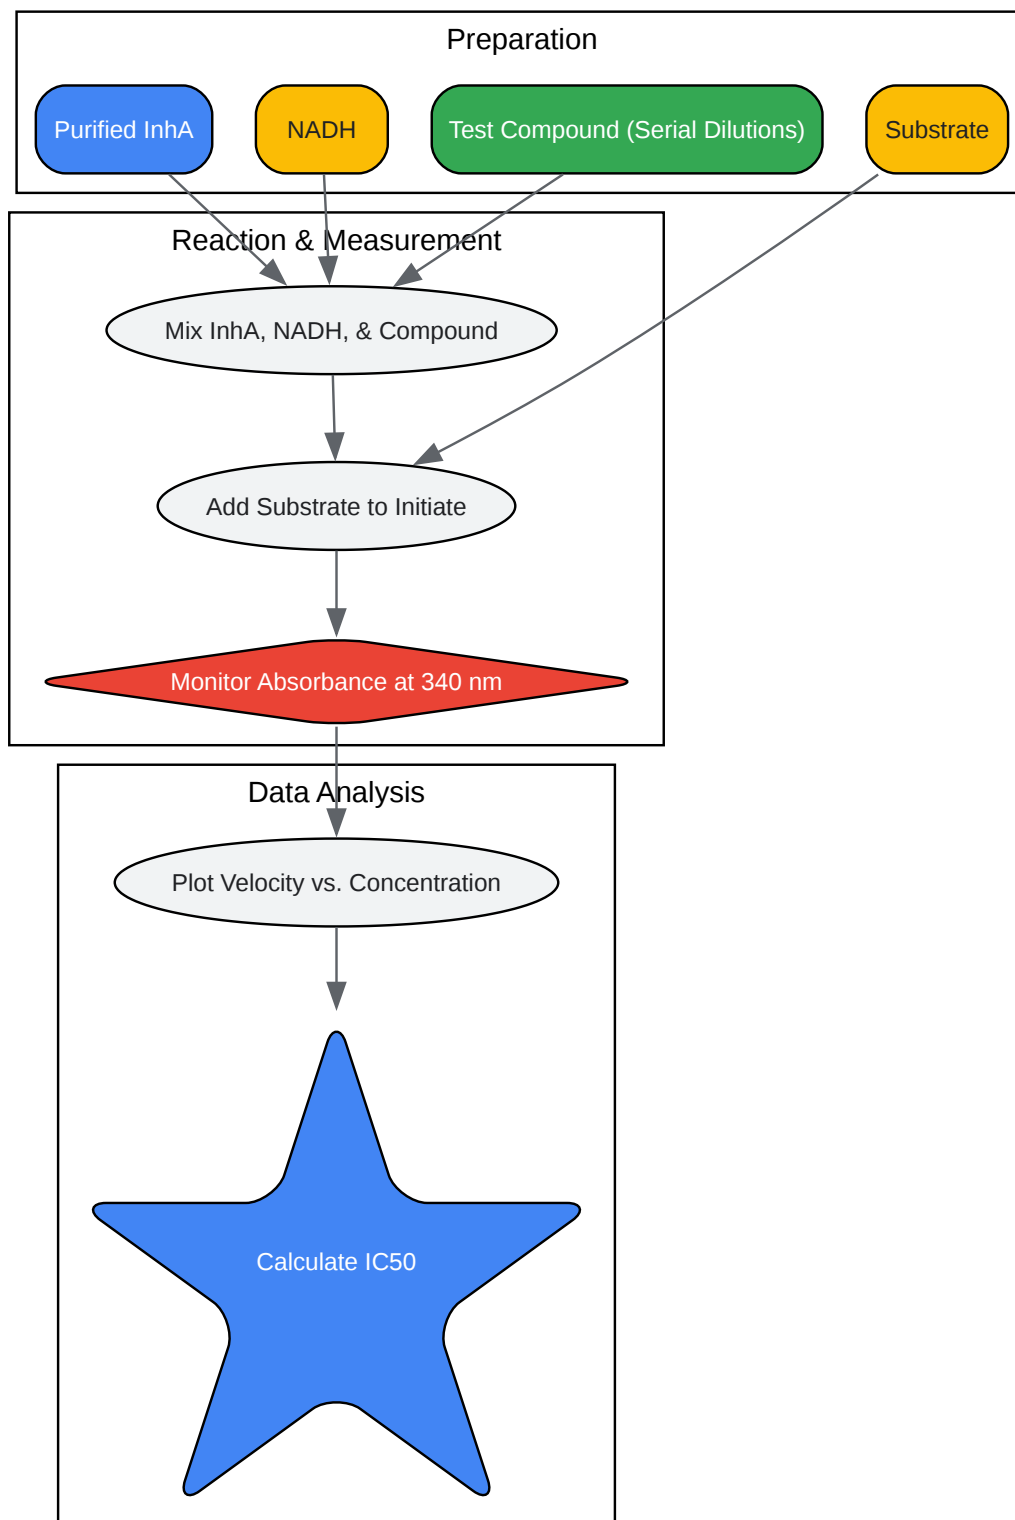 Preparation
Purified InhA
NADH
Test Compound (Serial Dilutions)
Substrate
Reaction & Measurement
Mix InhA, NADH, & Compound
Add Substrate to Initiate
Monitor Absorbance at 340 nm
Data Analysis
Plot Velocity vs. Concentration
Calculate IC50